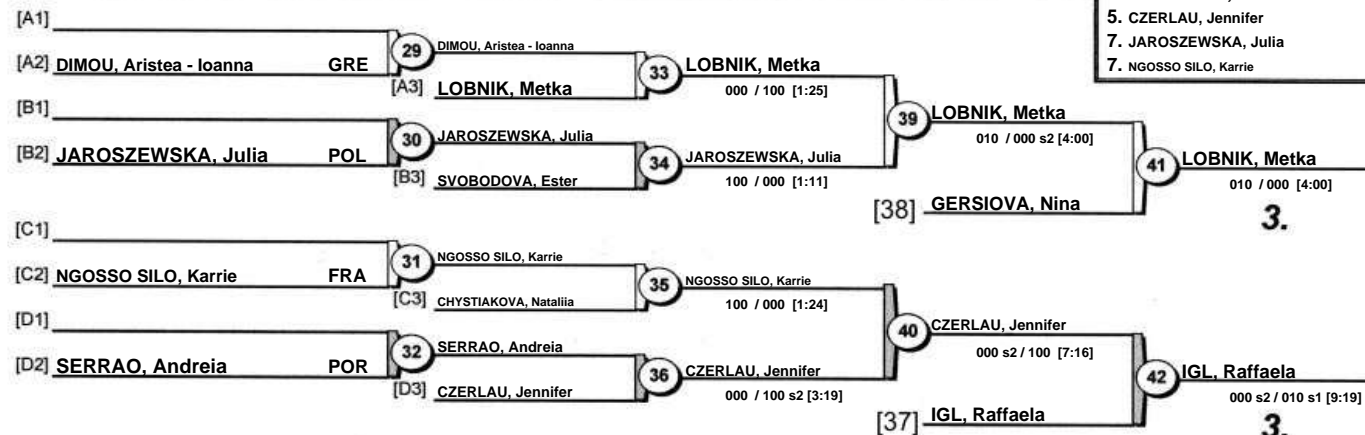 5. CZERLAU, Jennifer
7. JAROSZEWSKA, Julia
7. NGOSSO SILO, Karrie
[A1]
[A2] DIMOU, Aristea - Ioanna GRE
29
DIMOU, Aristea - Ioanna
[A3] LOBNIK, Metka
33
LOBNIK, Metka
000 / 100 [1:25]
[B1]
[B2] JAROSZEWSKA, Julia POL
30
JAROSZEWSKA, Julia
[B3] SVOBODOVA, Ester
34
JAROSZEWSKA, Julia
100 / 000 [1:11]
39
LOBNIK, Metka
010 / 000 s2 [4:00]
[38] GERSIOVA, Nina
41
LOBNIK, Metka
010 / 000 [4:00]
3.
[C1]
[C2] NGOSSO SILO, Karrie FRA
31
NGOSSO SILO, Karrie
[C3] CHYSTIAKOVA, Nataliia
35
NGOSSO SILO, Karrie
100 / 000 [1:24]
[D1]
[D2] SERRAO, Andreia POR
32
SERRAO, Andreia
[D3] CZERLAU, Jennifer
36
CZERLAU, Jennifer
000 / 100 s2 [3:19]
40
CZERLAU, Jennifer
000 s2 / 100 [7:16]
[37] IGL, Raffaela
42
IGL, Raffaela
000 s2 / 010 s1 [9:19]
3.